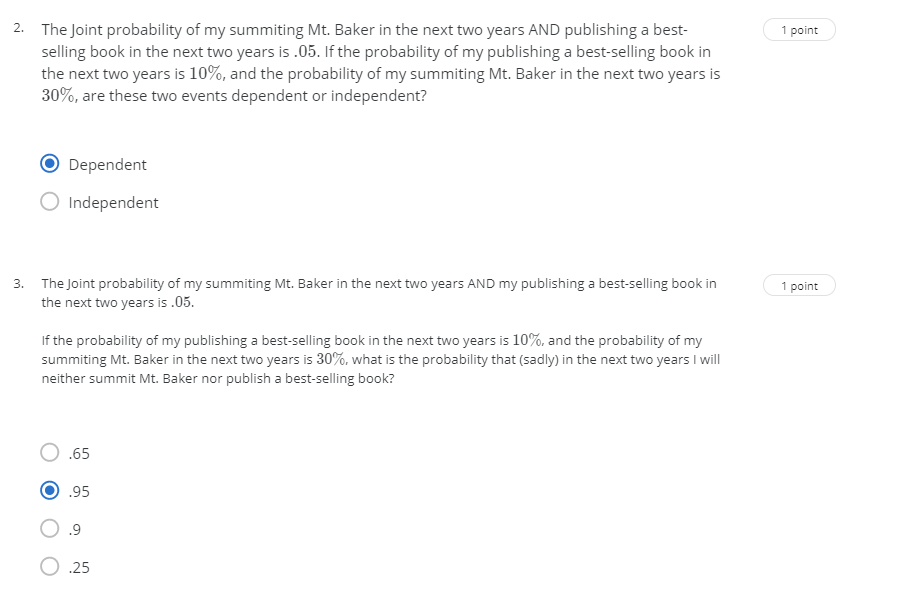 2. The Joint probability of my summiting Mt. Baker in the next two years AND publishing a best- 1 point
selling book in the next two years is .05. If the probability of my publishing a best-selling book in
the next two years is 10%, and the probability of my summiting Mt. Baker in the next two years is
30%, are these two events dependent or independent?
Dependent
Independent
3. The Joint probability of my summiting Mt. Baker in the next two years AND my publishing a best-selling book in 1 point
the next two years is .05.
If the probability of my publishing a best-selling book in the next two years is 10%, and the probability of my
summiting Mt. Baker in the next two years is 30%, what is the probability that (sadly) in the next two years I will
neither summit Mt. Baker nor publish a best-selling book?
.65
.95
.9
.25